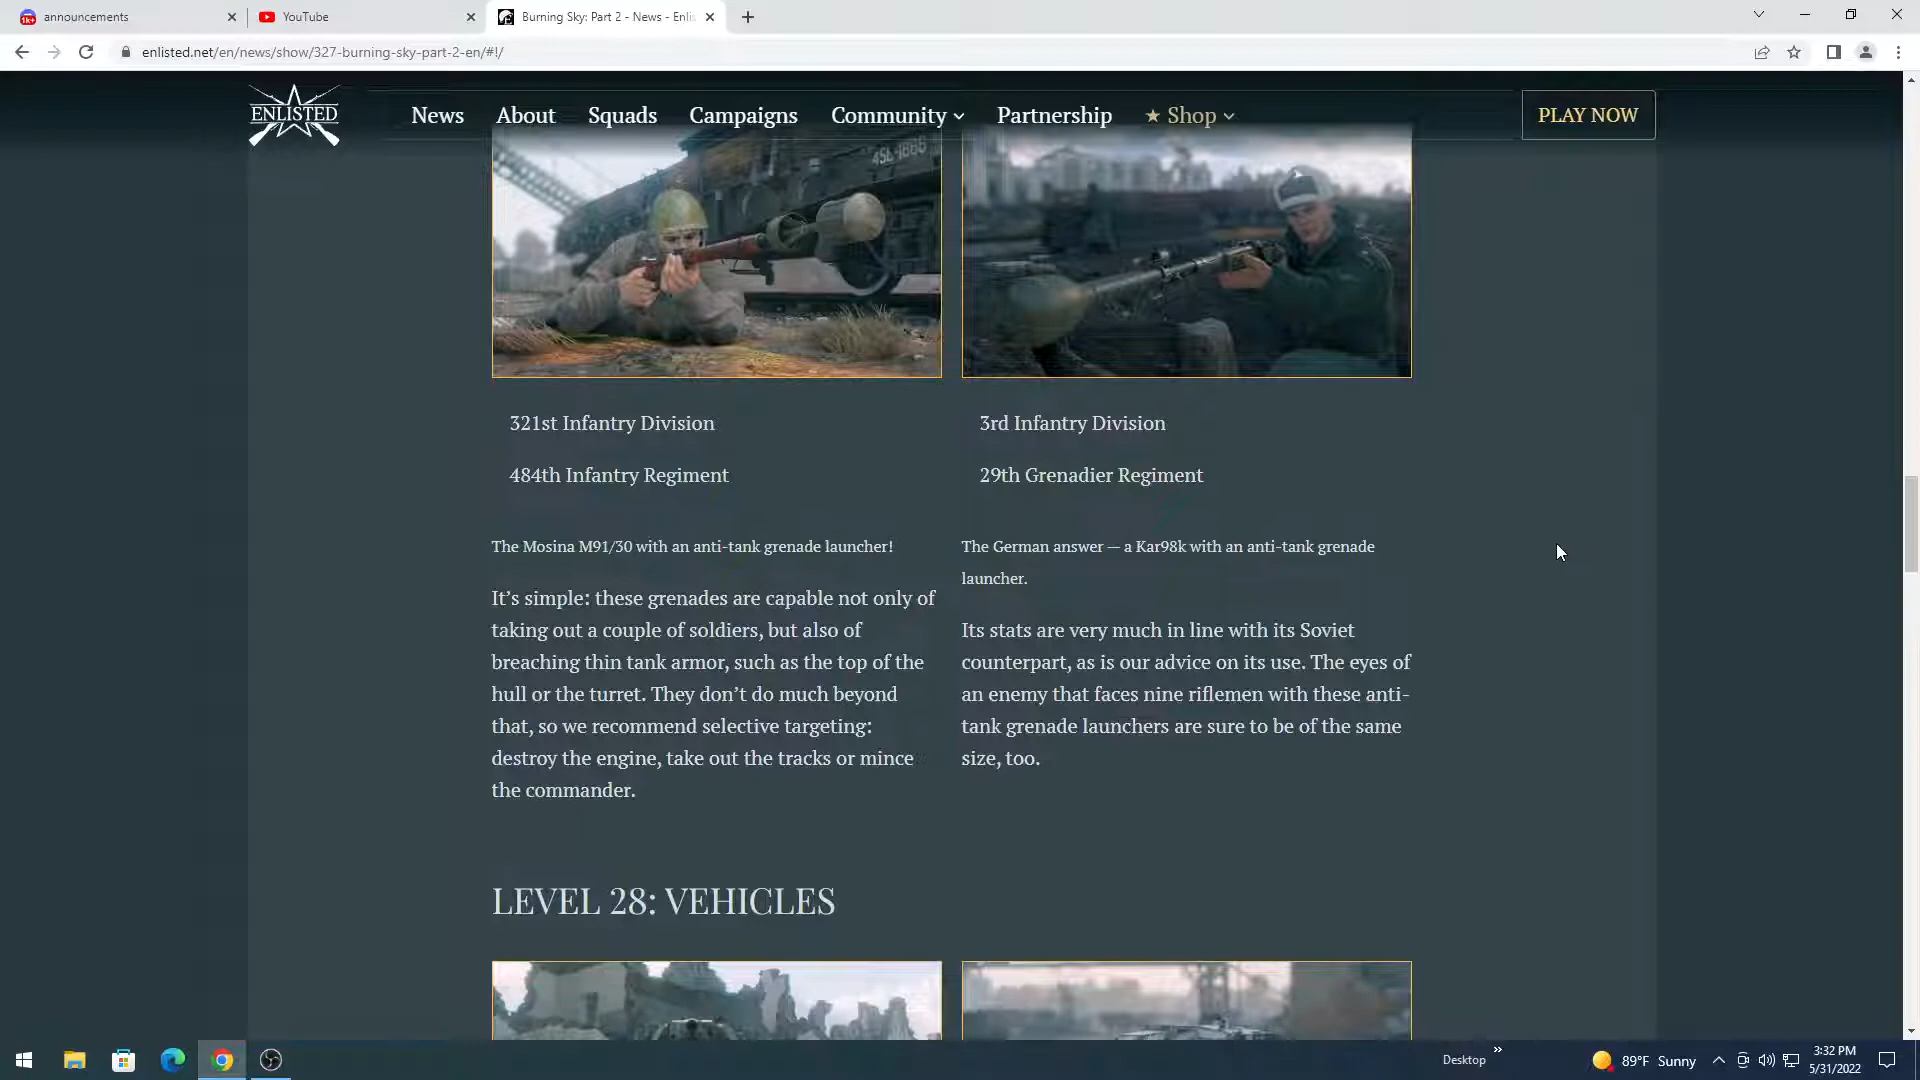 announcements
YouTube
Burning Sky: Part 2 - News - Enlis
enlisted.net/en/news/show/327-burning-sky-part-2-en/#!/
ENLISTED
News
About
Squads
Campaigns
Community
Partnership
★ Shop
PLAY NOW
321st Infantry Division
484th Infantry Regiment
The Mosina M91/30 with an anti-tank grenade launcher!
It’s simple: these grenades are capable not only of
taking out a couple of soldiers, but also of
breaching thin tank armor, such as the top of the
hull or the turret. They don’t do much beyond
that, so we recommend selective targeting:
destroy the engine, take out the tracks or mince
the commander.
3rd Infantry Division
29th Grenadier Regiment
The German answer — a Kar98k with an anti-tank grenade
launcher.
Its stats are very much in line with its Soviet
counterpart, as is our advice on its use. The eyes of
an enemy that faces nine riflemen with these anti-
tank grenade launchers are sure to be of the same
size, too.
LEVEL 28: VEHICLES
Desktop
89°F Sunny
3:32 PM
5/31/2022